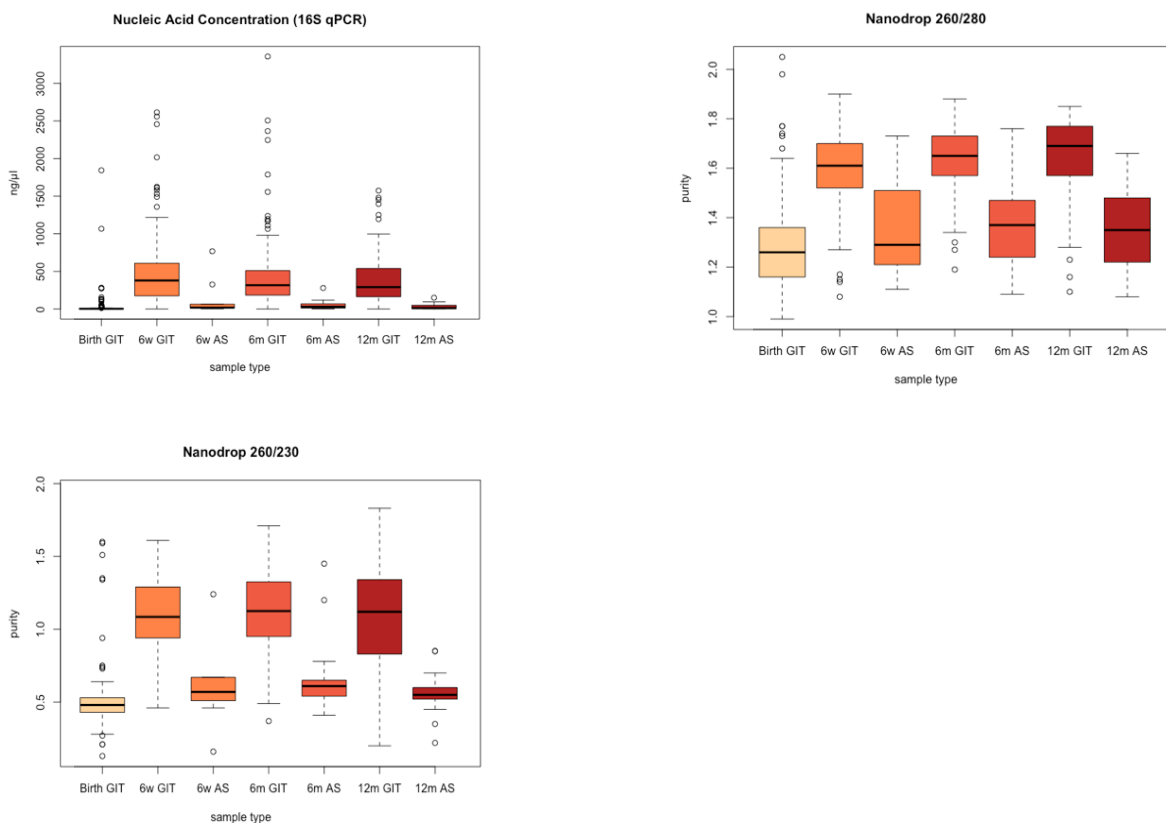 Nucleic Acid Concentration (16S qPCR)
ng/µl
3000
2500
2000
1500
1000
500
0
Birth GIT 6w GIT 6w AS 6m GIT 6m AS 12m GIT 12m AS
sample type
Nanodrop 260/280
purity
2.0
1.8
1.6
1.4
1.2
1.0
Birth GIT 6w GIT 6w AS 6m GIT 6m AS 12m GIT 12m AS
sample type
Nanodrop 260/230
purity
2.0
1.5
1.0
0.5
Birth GIT 6w GIT 6w AS 6m GIT 6m AS 12m GIT 12m AS
sample type